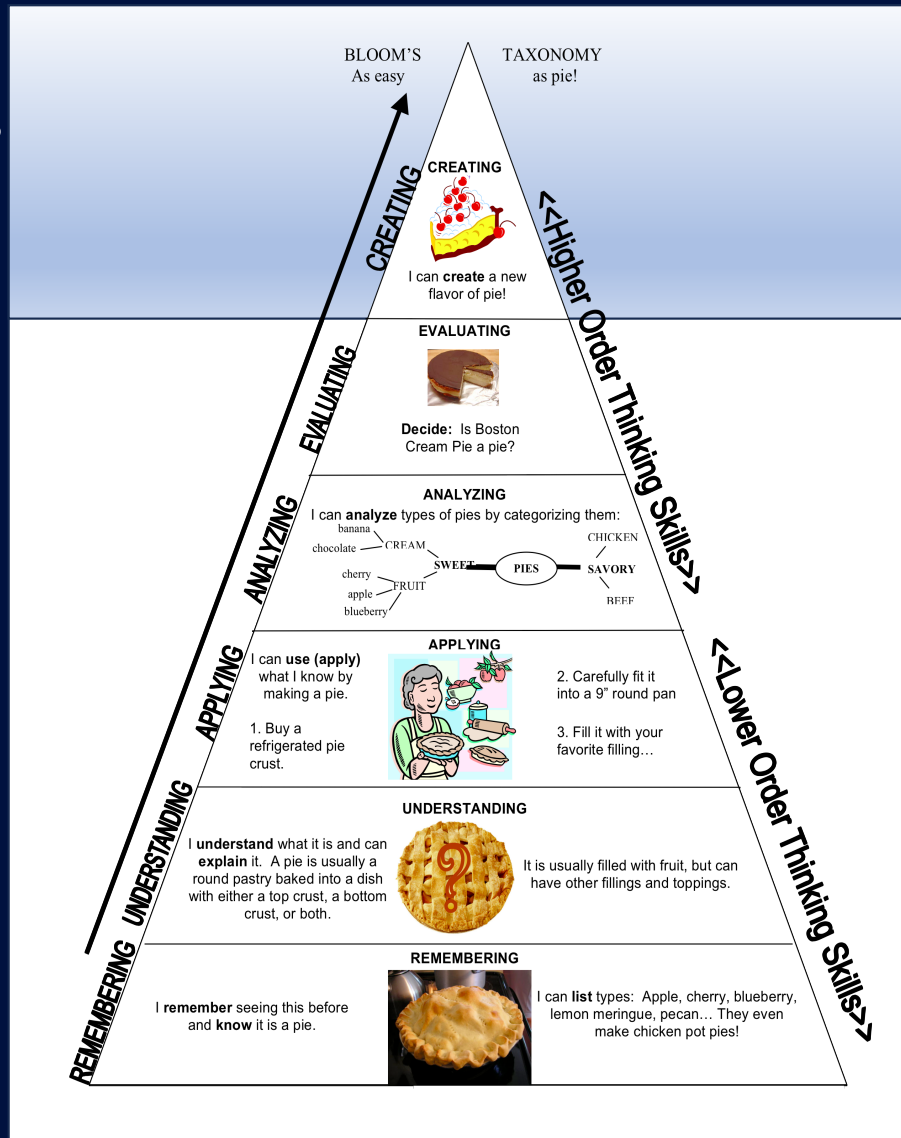 BLOOM'S
As easy
TAXONOMY
as pie!
CREATING
CREATING
I can create a new
flavor of pie!
<<Higher Order Thinking Skills>>
EVALUATING
EVALUATING
Decide: Is Boston
Cream Pie a pie?
ANALYZING
ANALYZING
I can analyze types of pies by categorizing them:
banana
chocolate
CREAM
cherry
apple
blueberry
FRUIT
SWEET
PIES
CHICKEN
SAVORY
BEEF
APPLYING
APPLYING
I can use (apply)
what I know by
making a pie.
1. Buy a
refrigerated pie
crust.
2. Carefully fit it
into a 9” round pan
3. Fill it with your
favorite filling…
<<Lower Order Thinking Skills>>
UNDERSTANDING
UNDERSTANDING
I understand what it is and can
explain it. A pie is usually a
round pastry baked into a dish
with either a top crust, a bottom
crust, or both.
?
It is usually filled with fruit, but can
have other fillings and toppings.
REMEMBERING
REMEMBERING
I remember seeing this before
and know it is a pie.
I can list types: Apple, cherry, blueberry,
lemon meringue, pecan… They even
make chicken pot pies!